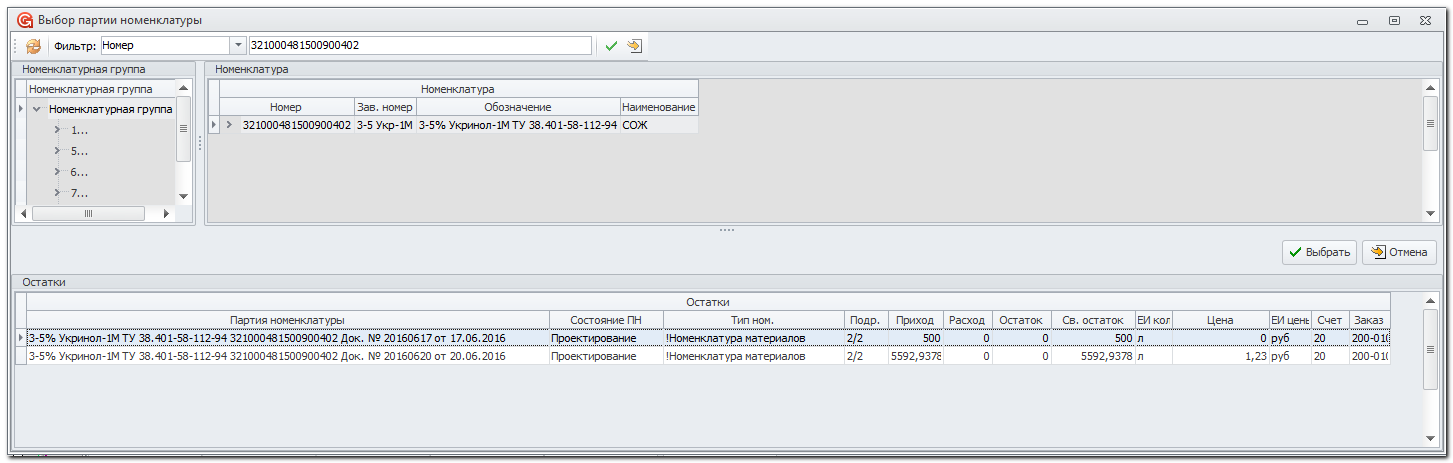 Выбор партии номенклатуры
Фильтр: Номер 321000481500900402
Номенклатурная группа
Номенклатурная группа
Номенклатурная группа
1...
5...
6...
7...
Номенклатура
Номенклатура
Номер Зав. номер Обозначение Наименование
321000481500900402 3-5 Укр-1М 3-5% Укринол-1М ТУ 38.401-58-112-94 СОЖ
Выбрать Отмена
Остатки
Остатки
Партия номенклатуры Состояние ПН Тип ном. Подр. Приход Расход Остаток Св. остаток ЕИ кол Цена ЕИ цены Счет Заказ
3-5% Укринол-1М ТУ 38.401-58-112-94 321000481500900402 Док. № 20160617 от 17.06.2016 Проектирование !Номенклатура материалов 2/2 500 0 0 500 л 0 руб 20 200-010
3-5% Укринол-1М ТУ 38.401-58-112-94 321000481500900402 Док. № 20160620 от 20.06.2016 Проектирование !Номенклатура материалов 2/2 5592,9378 0 0 5592,9378 л 1,23 руб 20 200-010